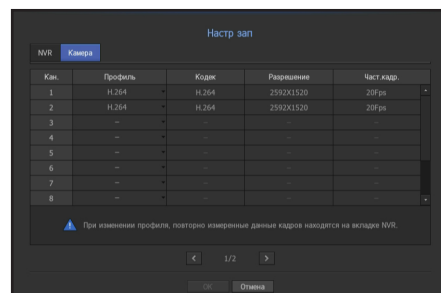 Настр зап
NVR Камера
Кан. Профиль Кодек Разрешение Част.кадр.
1 H.264 H.264 2592X1520 20Fps
2 H.264 H.264 2592X1520 20Fps
3 – – – –
4 – – – –
5 – – – –
6 – – – –
7 – – – –
8 – – – –
При изменении профиля, повторно измеренные данные кадров находятся на вкладке NVR.
< 1/2 >
OK Отмена